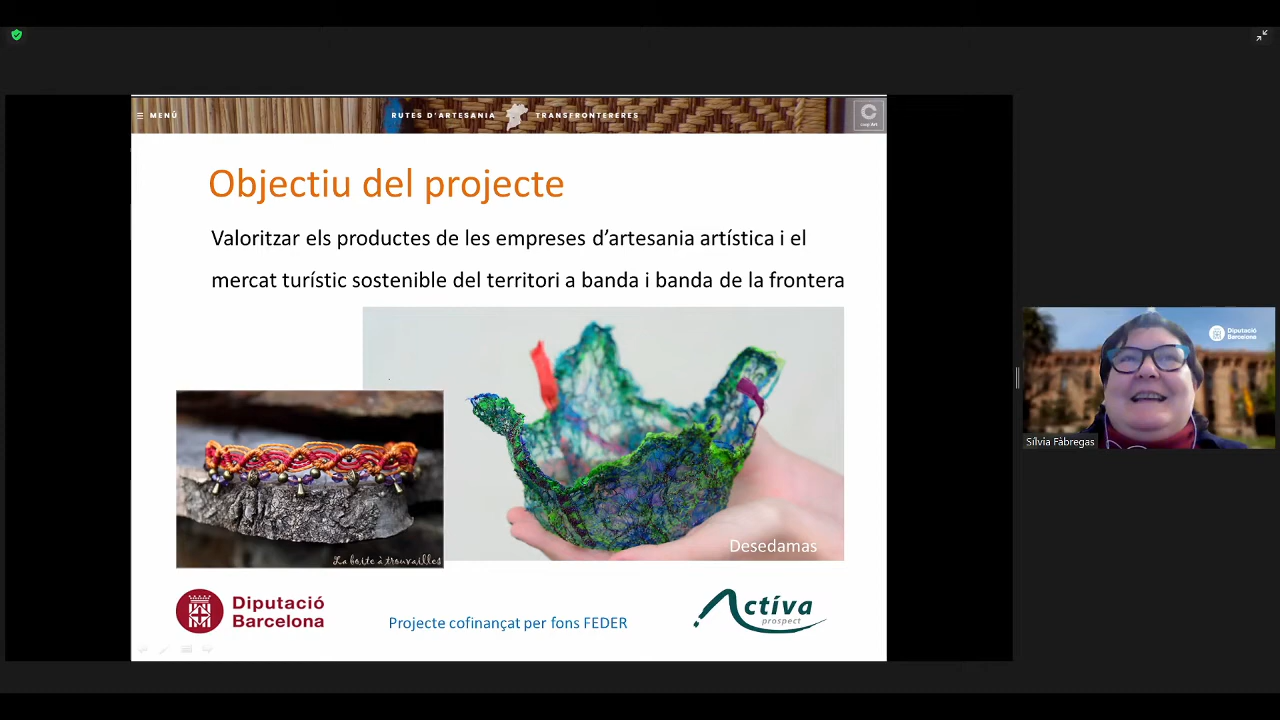 MENÚ
RUTES D'ARTESANIA TRANSFRONTERERES
coop Art
Objectiu del projecte
Valoritzar els productes de les empreses d’artesania artística i el
mercat turístic sostenible del territori a banda i banda de la frontera
Diputació
Barcelona
Sílvia Fàbregas
Desedamas
La boite à trouvailles
Diputació
Barcelona
Projecte cofinançat per fons FEDER
Activa
prospect